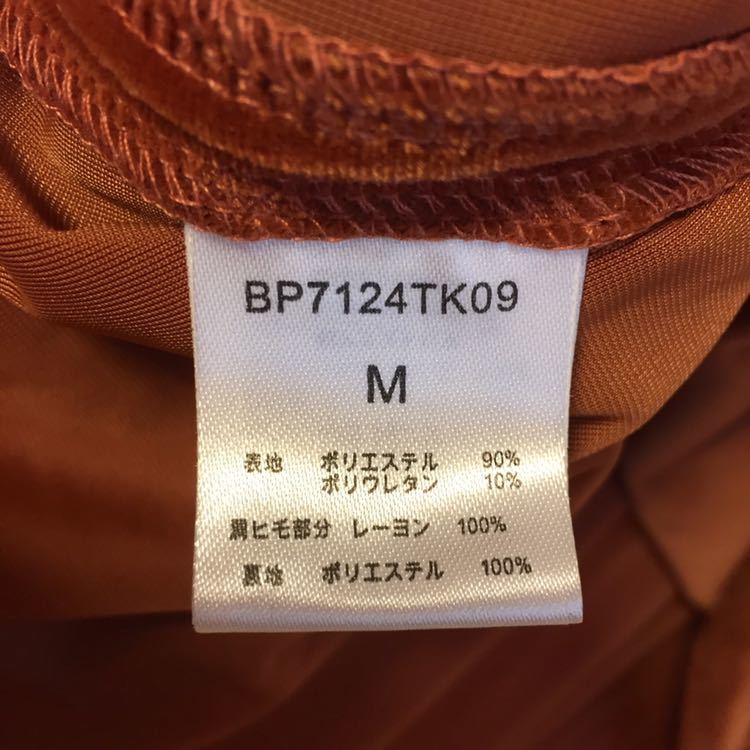 BP7124TK09
M
表地 ポリエステル 90%
ポリウレタン 10%
肩ヒモ部分 レーヨン 100%
裏地 ポリエステル 100%